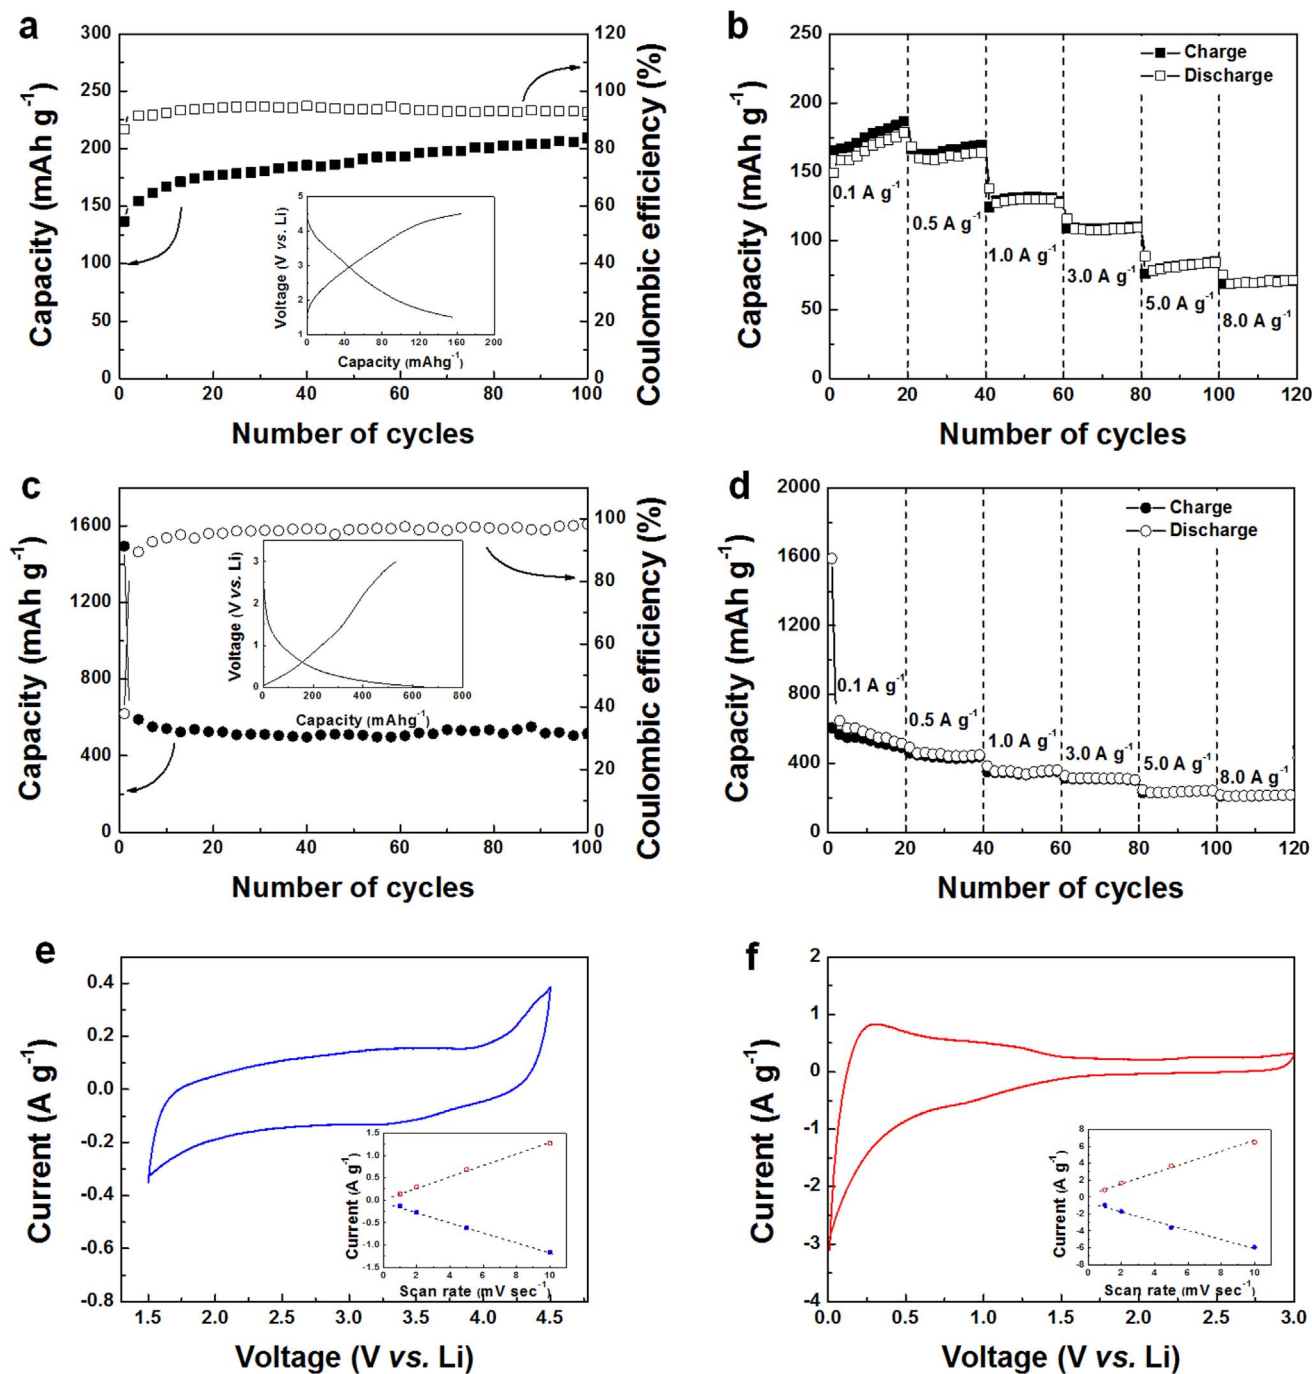 a
Capacity (mAh g⁻¹)
300
250
200
150
100
50
0
120
100
80
60
40
20
0
Coulombic efficiency (%)
0 20 40 60 80 100
Number of cycles
Voltage (V vs. Li)
5
4
3
2
1
0 40 80 120 160 200
Capacity (mAhg⁻¹)
b
Capacity (mAh g⁻¹)
250
200
150
100
50
0
Charge
Discharge
0.1 A g⁻¹
0.5 A g⁻¹
1.0 A g⁻¹
3.0 A g⁻¹
5.0 A g⁻¹
8.0 A g⁻¹
0 20 40 60 80 100 120
Number of cycles
c
Capacity (mAh g⁻¹)
1600
1200
800
400
0
100
80
60
40
20
0
Coulombic efficiency (%)
0 20 40 60 80 100
Number of cycles
Voltage (V vs. Li)
3
2
1
0
0 200 400 600 800
Capacity (mAhg⁻¹)
d
Capacity (mAh g⁻¹)
2000
1600
1200
800
400
0
Charge
Discharge
0.1 A g⁻¹
0.5 A g⁻¹
1.0 A g⁻¹
3.0 A g⁻¹
5.0 A g⁻¹
8.0 A g⁻¹
0 20 40 60 80 100 120
Number of cycles
e
Current (A g⁻¹)
0.4
0.2
0.0
-0.2
-0.4
-0.6
-0.8
1.5 2.0 2.5 3.0 3.5 4.0 4.5
Voltage (V vs. Li)
Current (A g⁻¹)
1.5
1.0
0.5
0.0
-0.5
-1.0
-1.5
0 2 4 6 8 10
Scan rate (mV sec⁻¹)
f
Current (A g⁻¹)
2
1
0
-1
-2
-3
-4
0.0 0.5 1.0 1.5 2.0 2.5 3.0
Voltage (V vs. Li)
Current (A g⁻¹)
8
6
4
2
0
-2
-4
-6
-8
0 2 4 6 8 10
Scan rate (mV sec⁻¹)